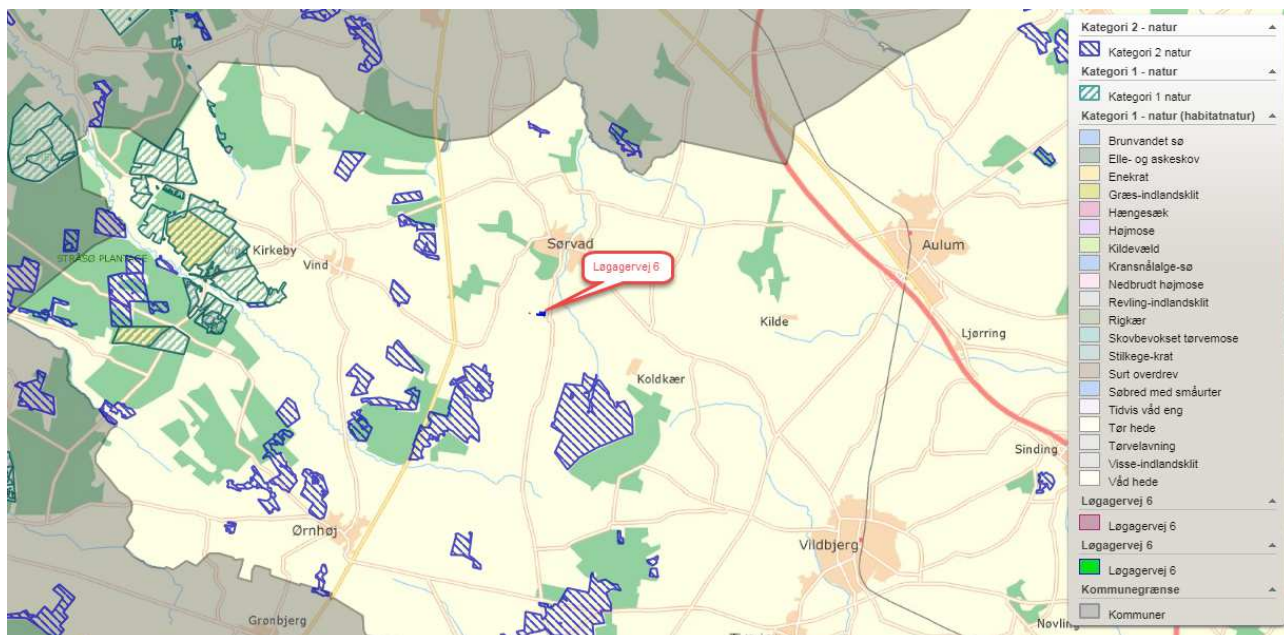 Sørvad
Løgagervej 6
Aulum
Kirkeby
Vind
STRÅSØ PLANTAGE
Kilde
Ljørring
Koldkær
Sinding
Ørnhøj
Vildbjerg
Grønbjerg
Nøvling
Kategori 2 - natur
Kategori 2 natur
Kategori 1 - natur
Kategori 1 natur
Kategori 1 - natur (habitatnatur)
Brunvandet sø
Elle- og askeskov
Enekrat
Græs-indlandsklit
Hængesæk
Højmose
Kildevæld
Kransnålalge-sø
Nedbrudt højmose
Revling-indlandsklit
Rigkær
Skovbevokset tørvemose
Stilkege-krat
Surt overdrev
Søbred med småurter
Tidvis våd eng
Tør hede
Tørvelavning
Visse-indlandsklit
Våd hede
Løgagervej 6
Løgagervej 6
Løgagervej 6
Løgagervej 6
Kommunegrænse
Kommuner